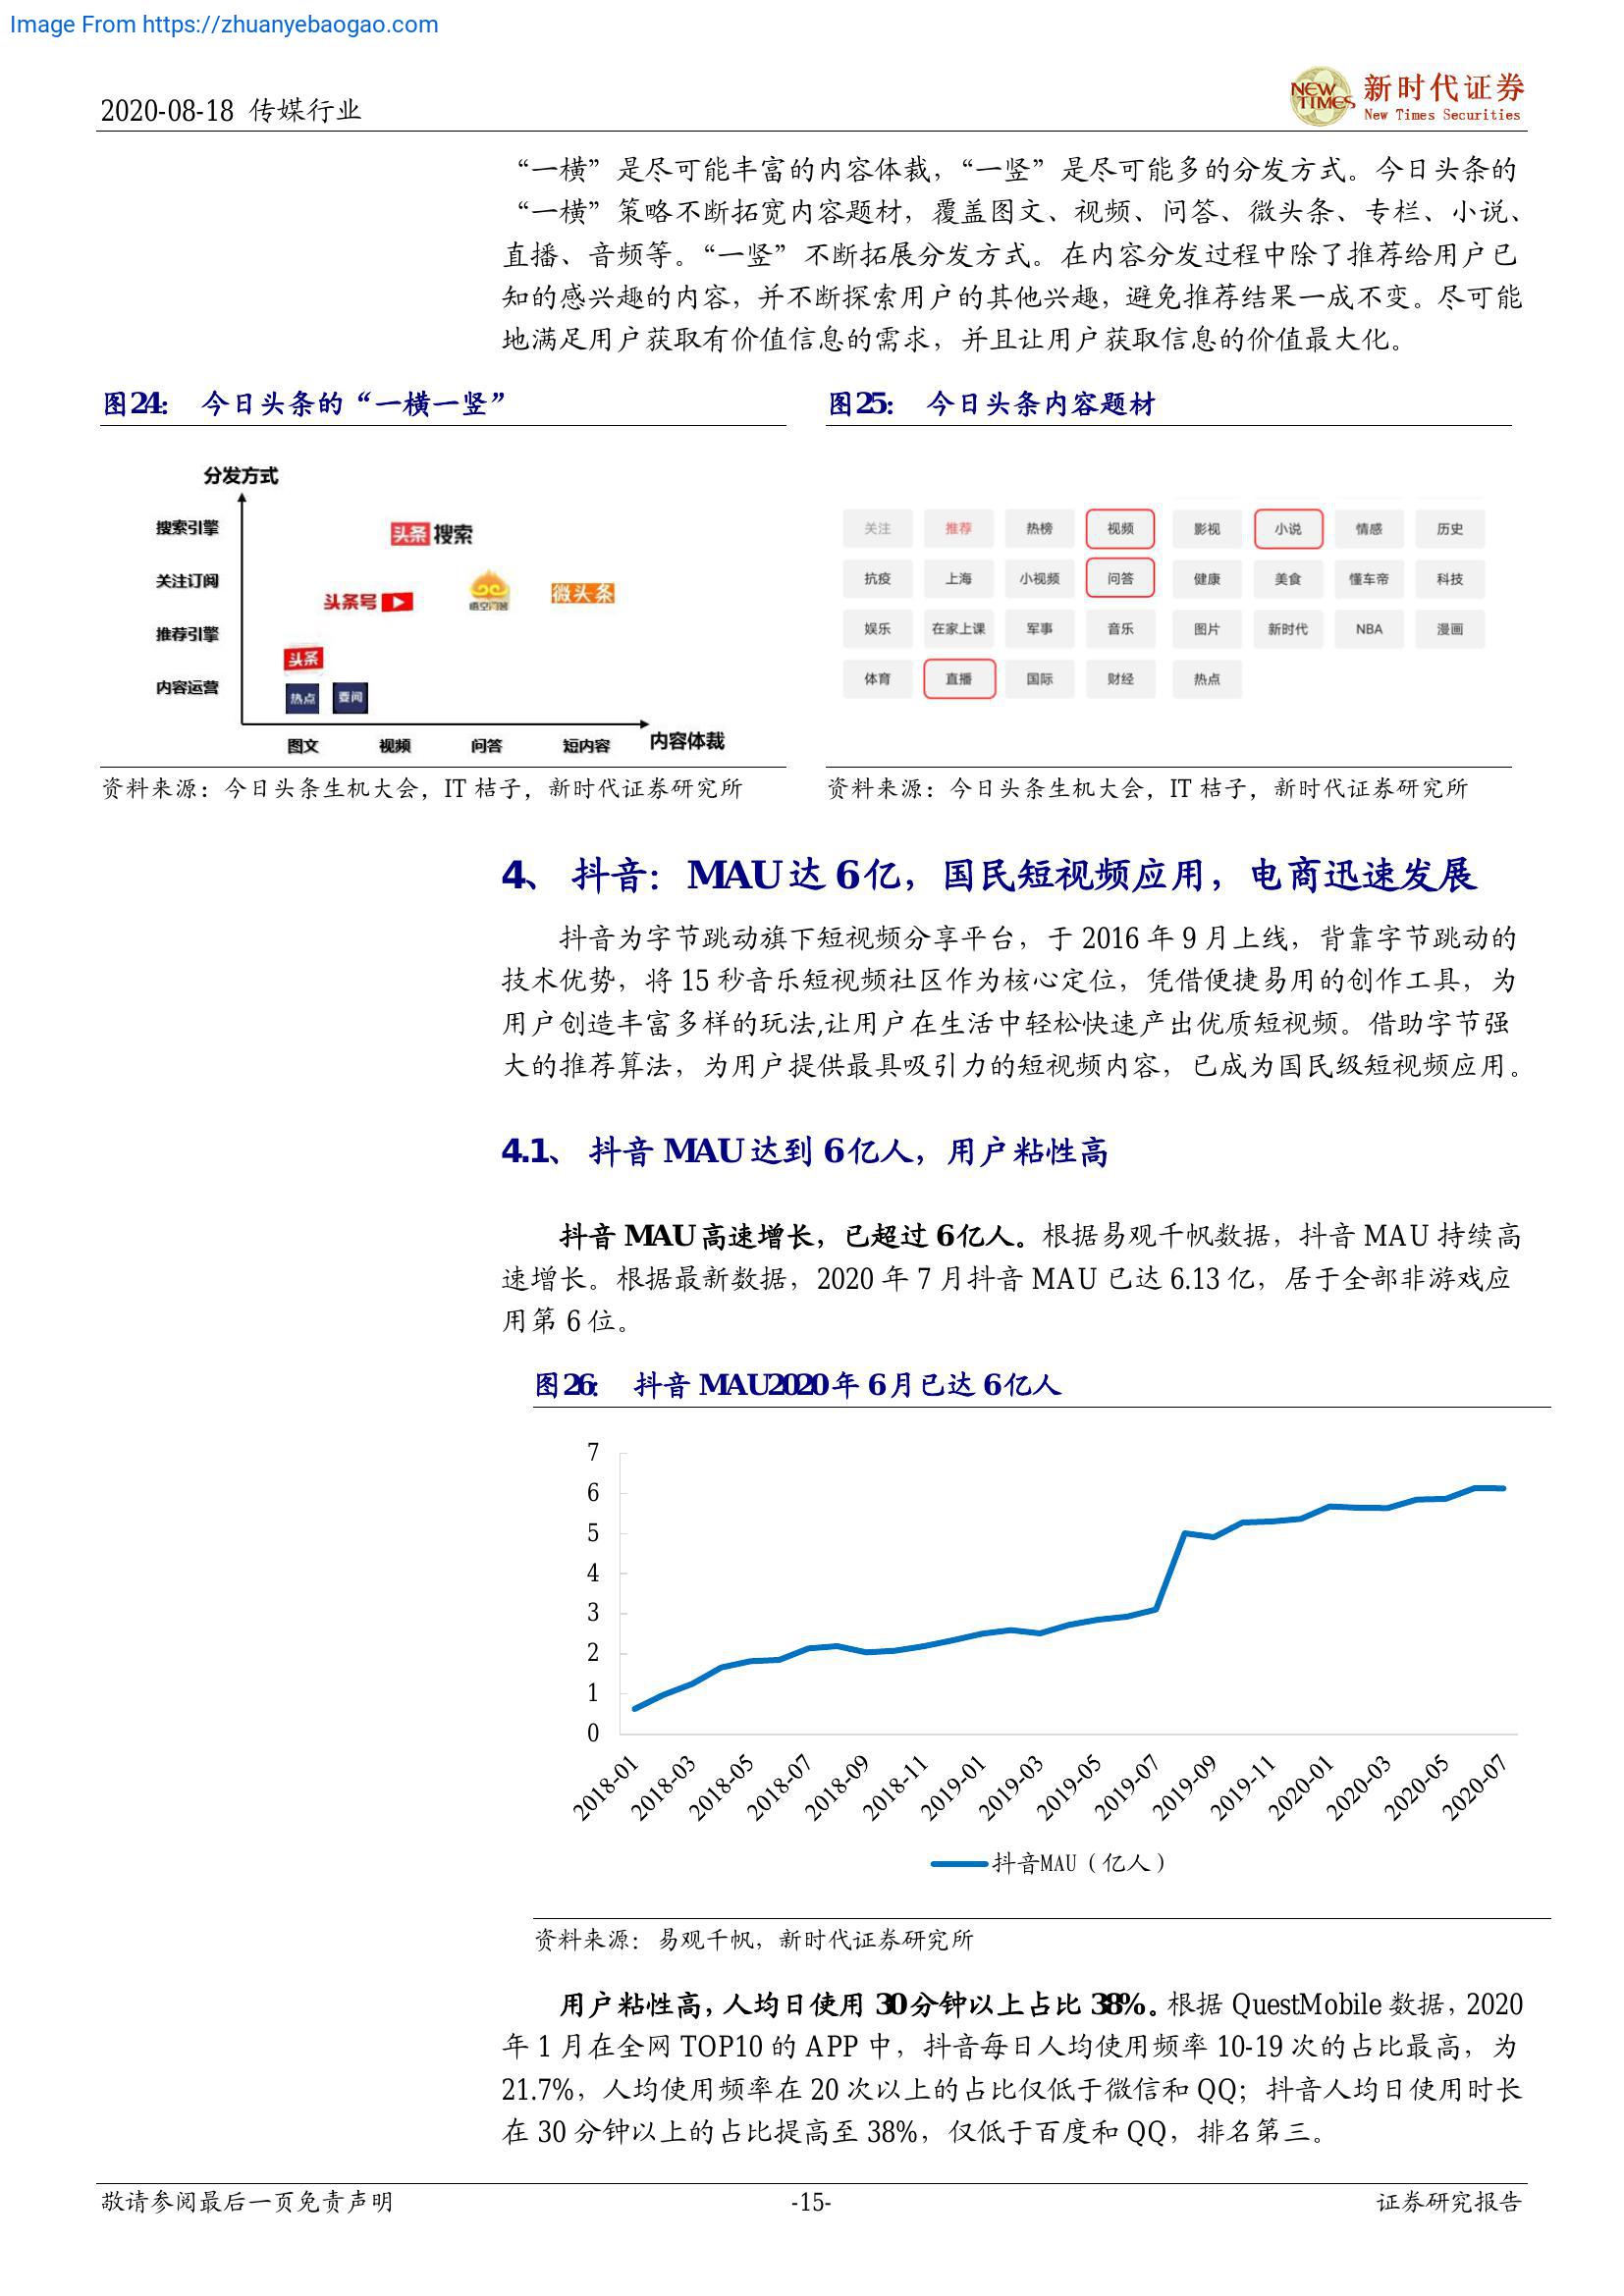 Image From https://zhuanyebaogao.com
2020-08-18 传媒行业
NEW TIMES
新时代证券
New Times Securities
“一横”是尽可能丰富的内容体裁，“一竖”是尽可能多的分发方式。今日头条的
“一横”策略不断拓宽内容题材，覆盖图文、视频、问答、微头条、专栏、小说、
直播、音频等。“一竖”不断拓展分发方式。在内容分发过程中除了推荐给用户已
知的感兴趣的内容，并不断探索用户的其他兴趣，避免推荐结果一成不变。尽可能
地满足用户获取有价值信息的需求，并且让用户获取信息的价值最大化。
图24： 今日头条的“一横一竖”
分发方式
搜索引擎
头条搜索
关注订阅
头条号
悟空问答
微头条
推荐引擎
头条
内容运营
热点 要闻
图文 视频 问答 短内容 内容体裁
资料来源：今日头条生机大会，IT 桔子，新时代证券研究所
图25： 今日头条内容题材
关注 推荐 热榜 视频 影视 小说 情感 历史
抗疫 上海 小视频 问答 健康 美食 懂车帝 科技
娱乐 在家上课 军事 音乐 图片 新时代 NBA 漫画
体育 直播 国际 财经 热点
资料来源：今日头条生机大会，IT 桔子，新时代证券研究所
4、 抖音：MAU 达 6 亿，国民短视频应用，电商迅速发展
抖音为字节跳动旗下短视频分享平台，于 2016 年 9 月上线，背靠字节跳动的
技术优势，将 15 秒音乐短视频社区作为核心定位，凭借便捷易用的创作工具，为
用户创造丰富多样的玩法,让用户在生活中轻松快速产出优质短视频。借助字节强
大的推荐算法，为用户提供最具吸引力的短视频内容，已成为国民级短视频应用。
4.1、 抖音 MAU 达到 6 亿人，用户粘性高
抖音 MAU 高速增长，已超过 6 亿人。根据易观千帆数据，抖音 MAU 持续高
速增长。根据最新数据，2020 年 7 月抖音 MAU 已达 6.13 亿，居于全部非游戏应
用第 6 位。
图26： 抖音 MAU2020 年 6 月已达 6 亿人
7
6
5
4
3
2
1
0
2018-01 2018-03 2018-05 2018-07 2018-09 2018-11 2019-01 2019-03 2019-05 2019-07 2019-09 2019-11 2020-01 2020-03 2020-05 2020-07
抖音MAU（亿人）
资料来源：易观千帆，新时代证券研究所
用户粘性高，人均日使用 30 分钟以上占比 38%。根据 QuestMobile 数据，2020
年 1 月在全网 TOP10 的 APP 中，抖音每日人均使用频率 10-19 次的占比最高，为
21.7%，人均使用频率在 20 次以上的占比仅低于微信和 QQ；抖音人均日使用时长
在 30 分钟以上的占比提高至 38%，仅低于百度和 QQ，排名第三。
敬请参阅最后一页免责声明
-15-
证券研究报告